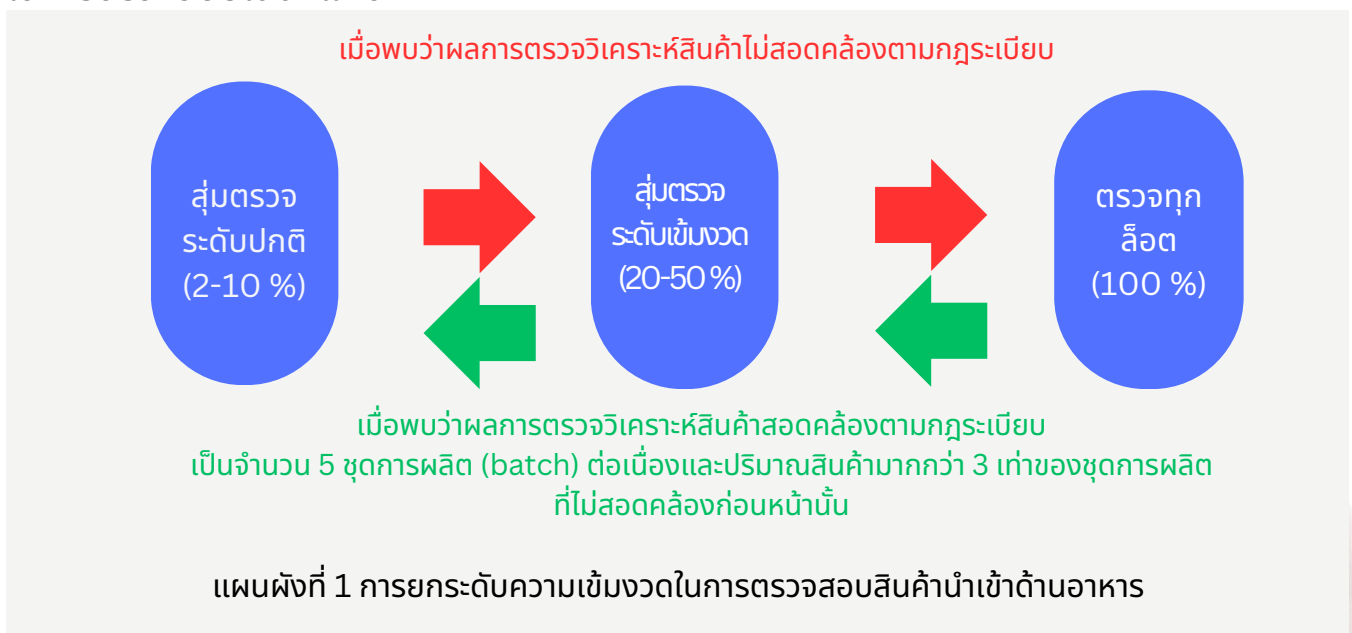 เมื่อพบว่าผลการตรวจวิเคราะห์สินค้าไม่สอดคล้องตามกฎระเบียบ
สุ่มตรวจ
ระดับปกติ
(2-10 %)
สุ่มตรวจ
ระดับเข้มงวด
(20-50 %)
ตรวจทุก
ล็อต
(100 %)
เมื่อพบว่าผลการตรวจวิเคราะห์สินค้าสอดคล้องตามกฎระเบียบ
เป็นจำนวน 5 ชุดการผลิต (batch) ต่อเนื่องและปริมาณสินค้ามากกว่า 3 เท่าของชุดการผลิต
ที่ไม่สอดคล้องก่อนหน้านั้น
แผนผังที่ 1 การยกระดับความเข้มงวดในการตรวจสอบสินค้านำเข้าด้านอาหาร